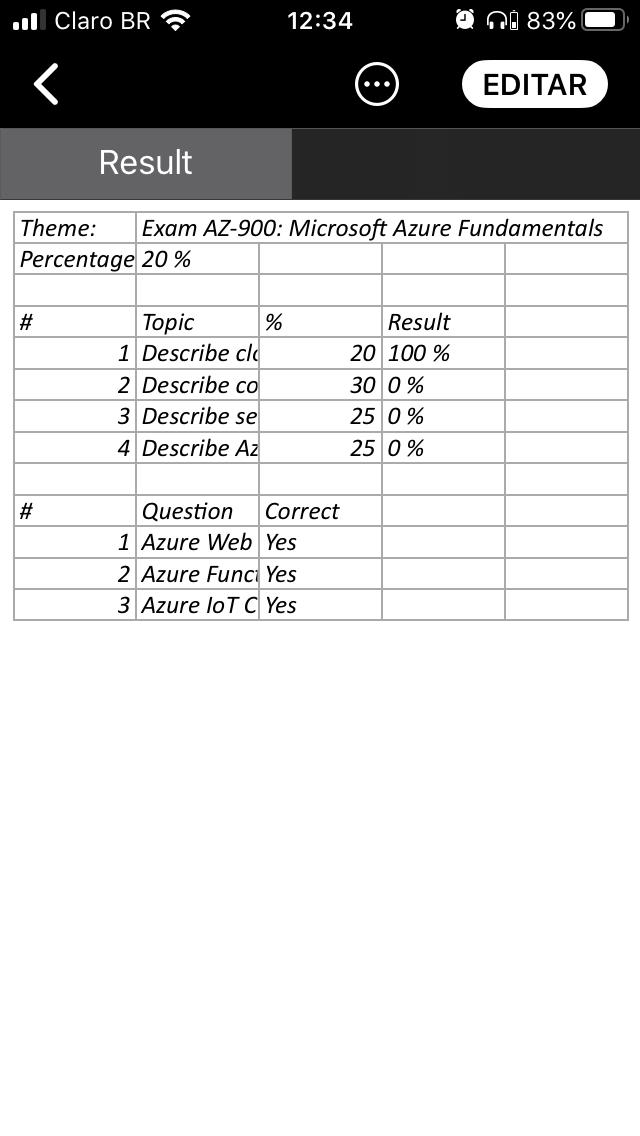 Claro BR 12:34 83%
EDITAR
Result
Theme: Exam AZ-900: Microsoft Azure Fundamentals
Percentage 20 %
# Topic % Result
1 Describe clo 20 100 %
2 Describe co 30 0 %
3 Describe se 25 0 %
4 Describe Az 25 0 %
# Question Correct
1 Azure Web Yes
2 Azure Funct Yes
3 Azure IoT C Yes